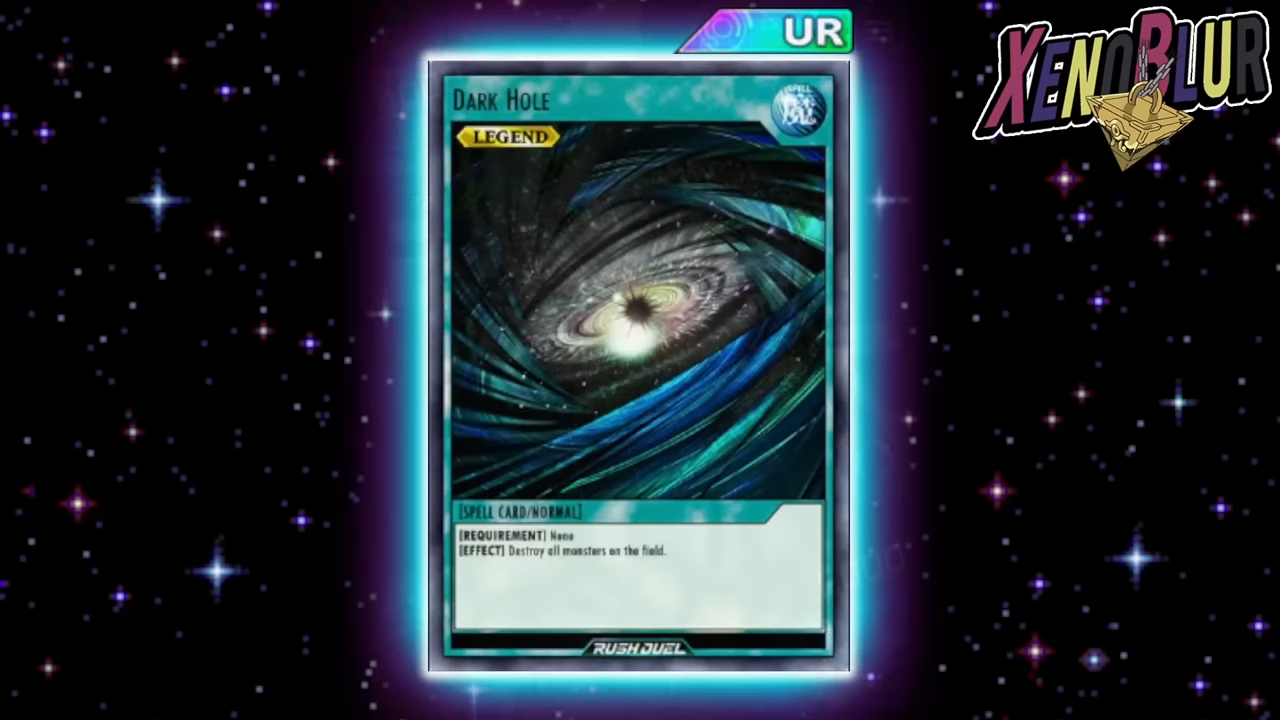 UR
XENOBLUR
DARK HOLE
SPELL
LEGEND
[SPELL CARD/NORMAL]
[REQUIREMENT] None
[EFFECT] Destroy all monsters on the field.
RUSH DUEL